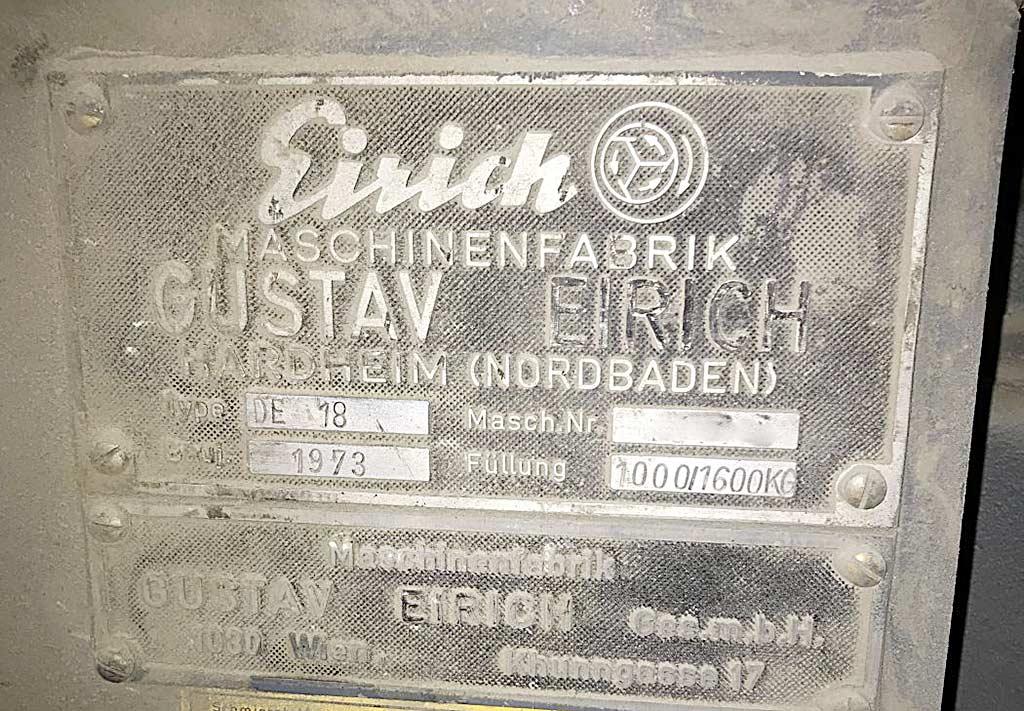 Eirich
MASCHINENFABRIK
GUSTAV EIRICH
HARDHEIM (NORDBADEN)
Type DE 18 Masch.Nr
1973 Füllung 1000/1600KG
Maschinenfabrik
GUSTAV EIRICH Ges.m.b.H.
1030 Wien, Khunngasse 17